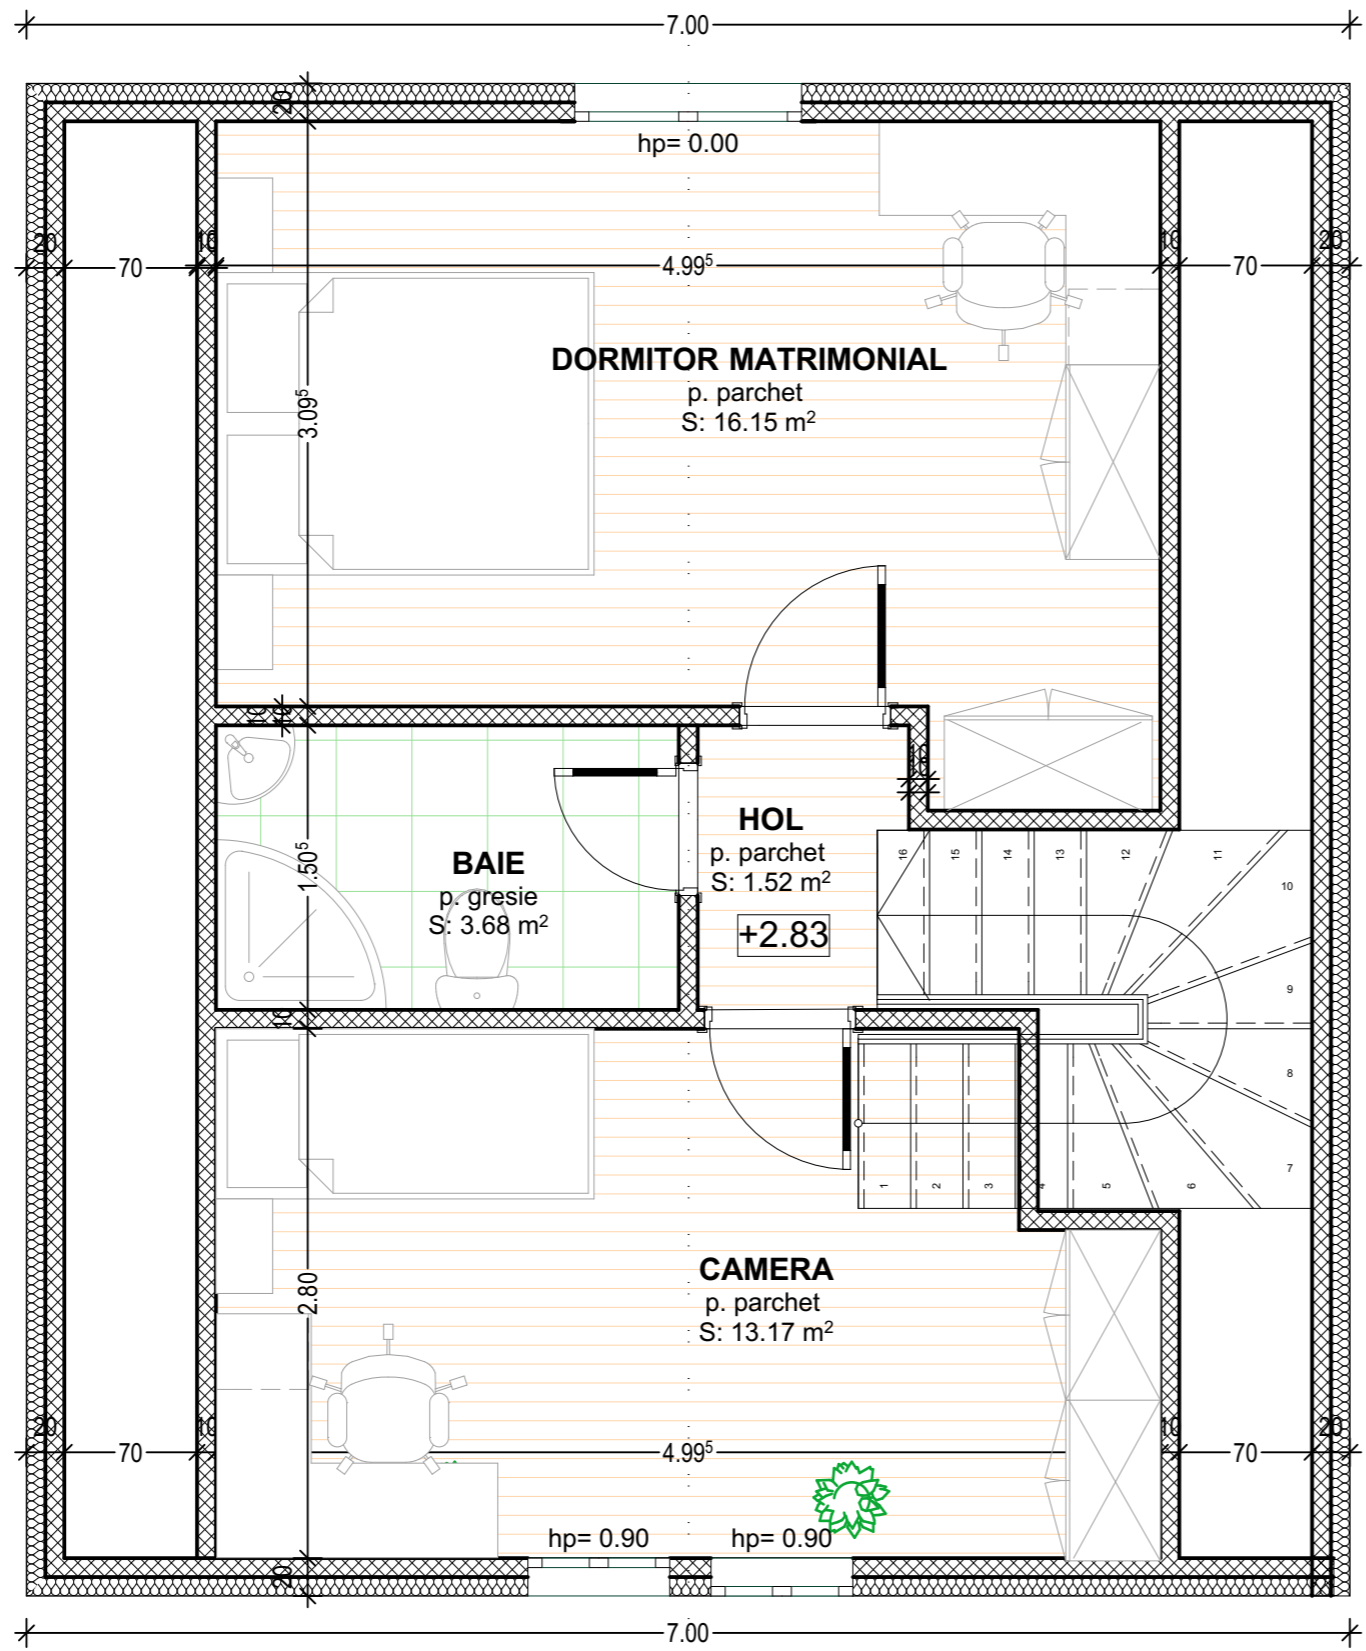 7.00
20
hp= 0.00
20
70
10
4.99⁵
10
70
20
DORMITOR MATRIMONIAL
p. parchet
S: 16.15 m²
3.09⁵
10
10
10
HOL
p. parchet
S: 1.52 m²
+2.83
BAIE
p. gresie
S: 3.68 m²
1.50⁵
16
15
14
13
12
11
10
9
8
7
6
5
4
3
2
1
10
CAMERA
p. parchet
S: 13.17 m²
2.80
20
70
10
4.99⁵
10
70
20
hp= 0.90
hp= 0.90
20
7.00